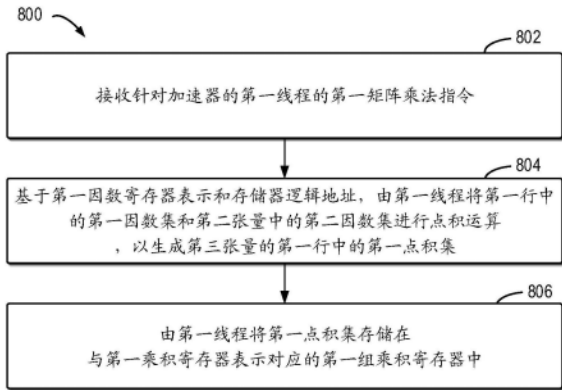 800
802
接收针对加速器的第一线程的第一矩阵乘法指令
804
基于第一因数寄存器表示和存储器逻辑地址，由第一线程将第一行中
的第一因数集和第二张量中的第二因数集进行点积运算
，以生成第三张量的第一行中的第一点积集
806
由第一线程将第一点积集存储在
与第一乘积寄存器表示对应的第一组乘积寄存器中